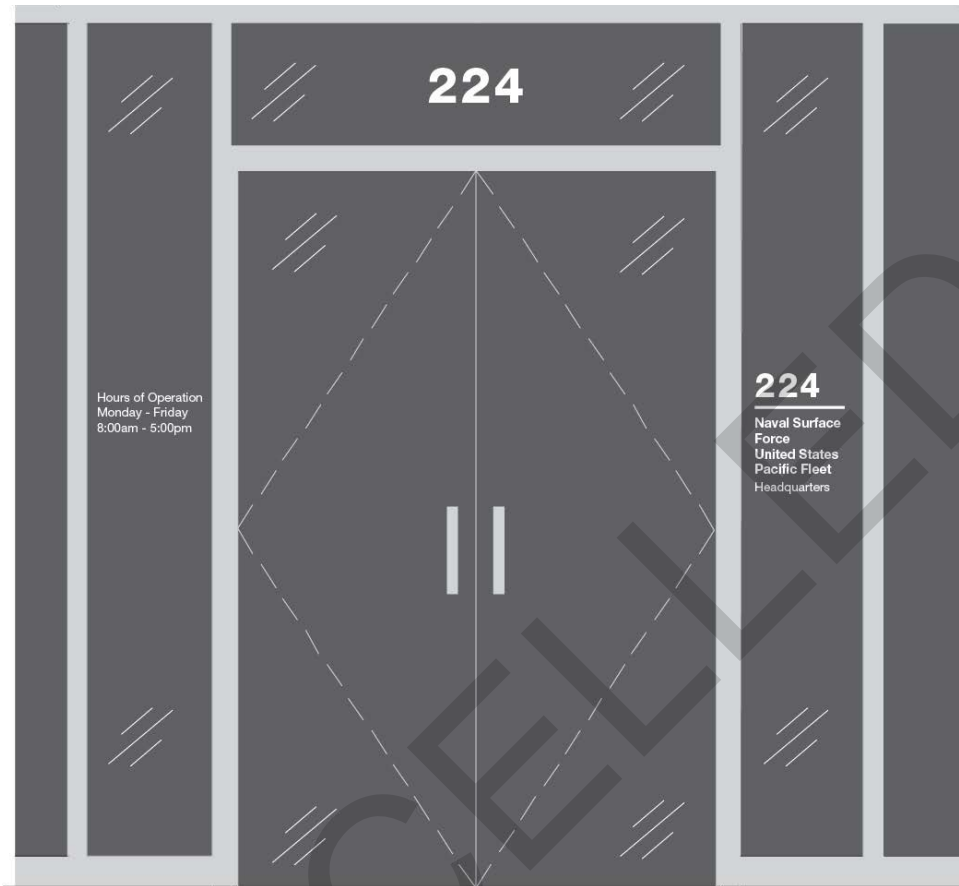 224
Hours of Operation
Monday - Friday
8:00am - 5:00pm
224
Naval Surface
Force
United States
Pacific Fleet
Headquarters
CELLED